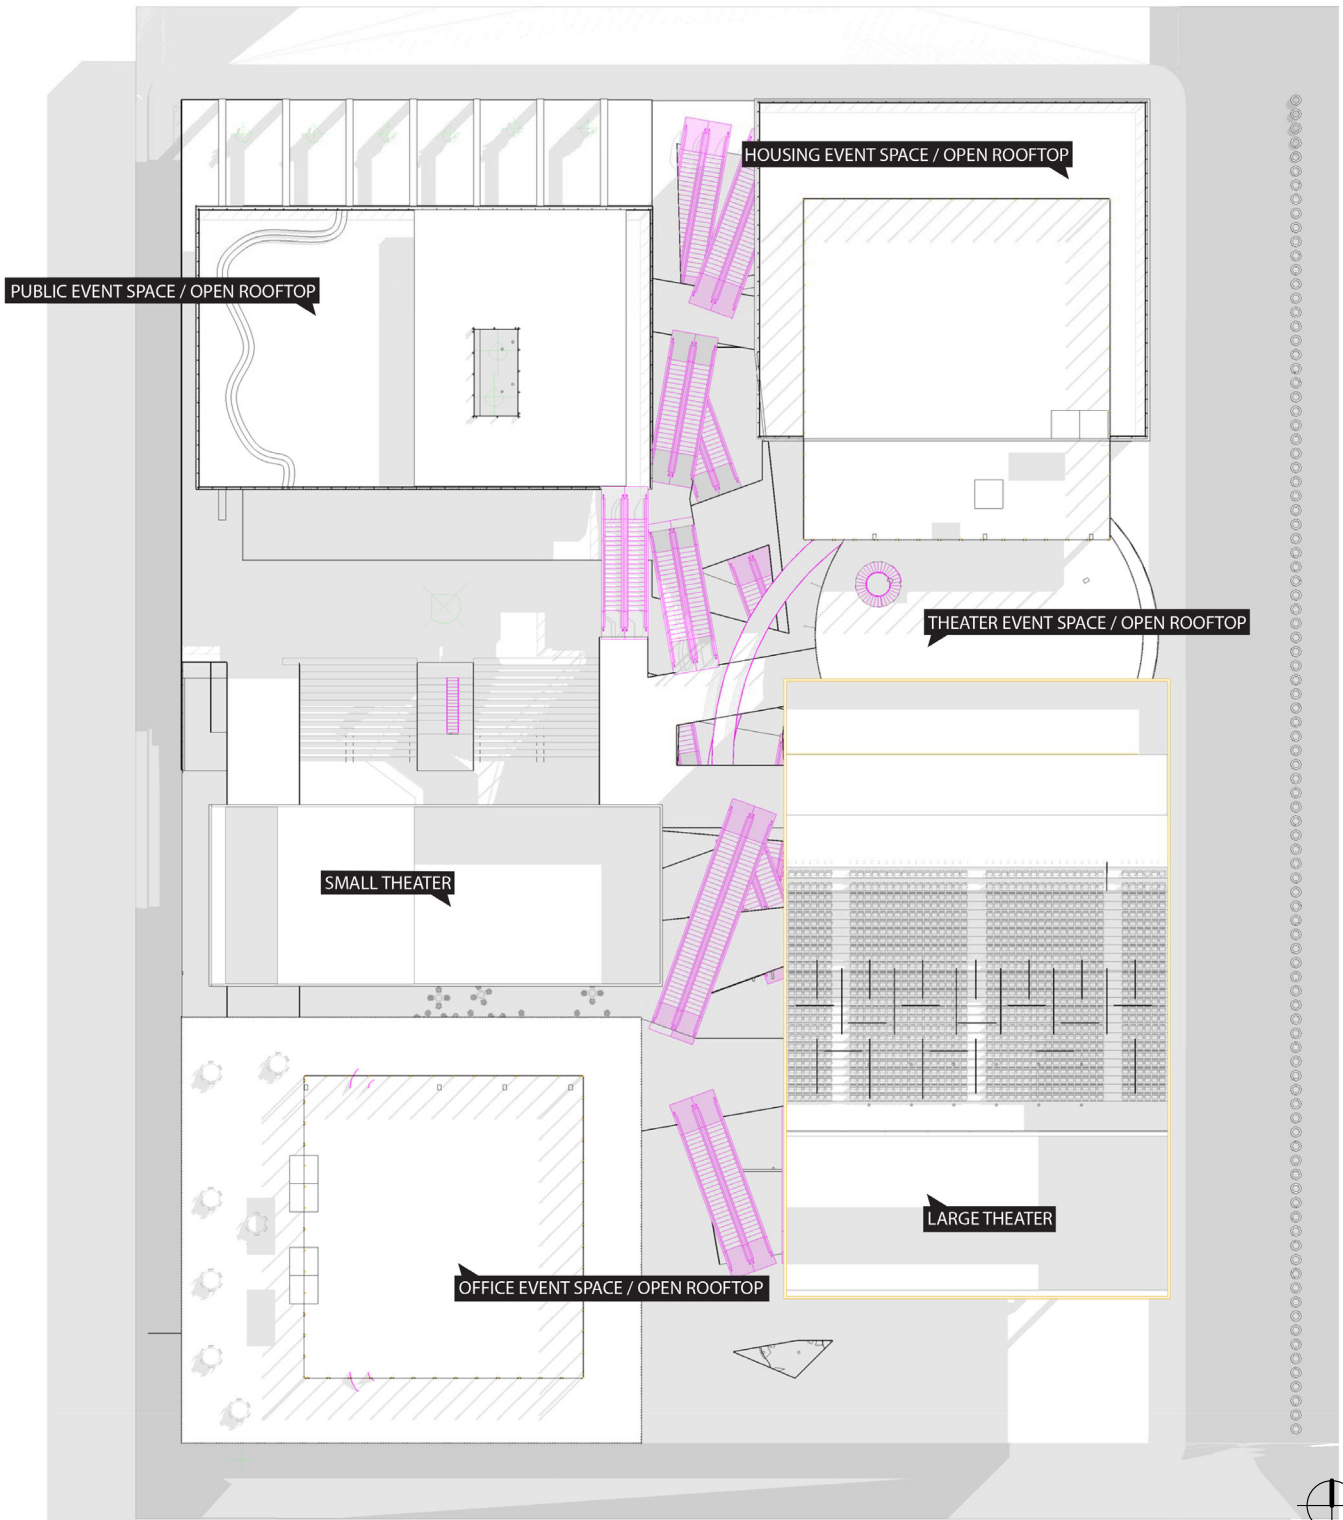 HOUSING EVENT SPACE / OPEN ROOFTOP
PUBLIC EVENT SPACE / OPEN ROOFTOP
THEATER EVENT SPACE / OPEN ROOFTOP
SMALL THEATER
LARGE THEATER
OFFICE EVENT SPACE / OPEN ROOFTOP